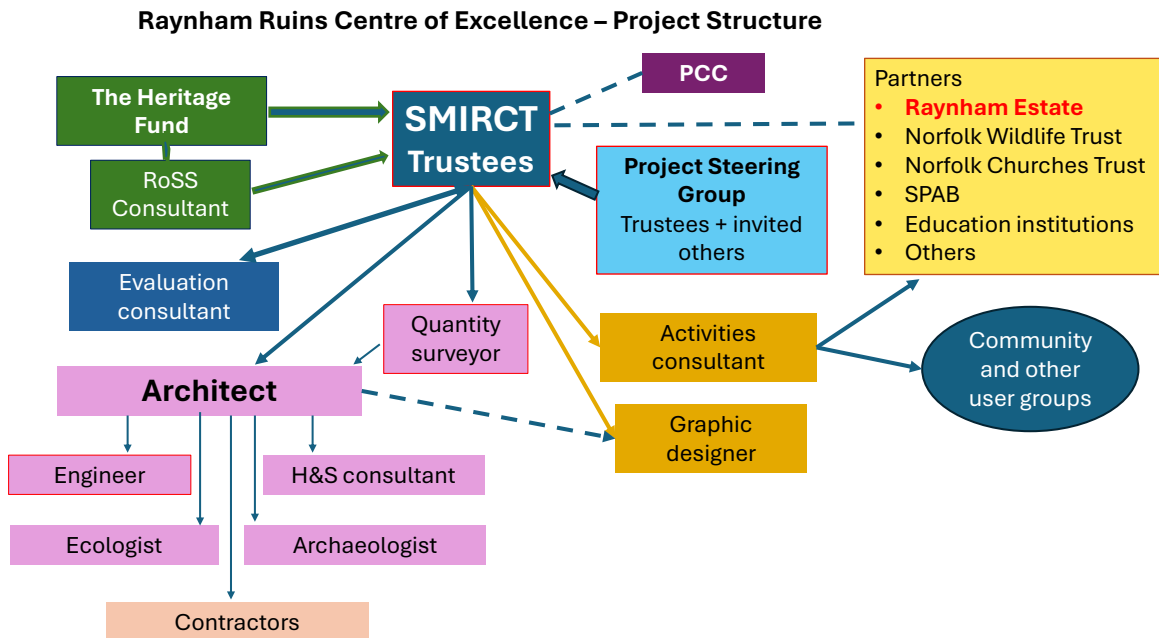 Raynham Ruins Centre of Excellence – Project Structure
The Heritage
Fund
RoSS
Consultant
SMIRCT
Trustees
PCC
Project Steering
Group
Trustees + invited
others
Partners
• Raynham Estate
• Norfolk Wildlife Trust
• Norfolk Churches Trust
• SPAB
• Education institutions
• Others
Evaluation
consultant
Quantity
surveyor
Activities
consultant
Community
and other
user groups
Architect
Graphic
designer
Engineer
H&S consultant
Ecologist
Archaeologist
Contractors